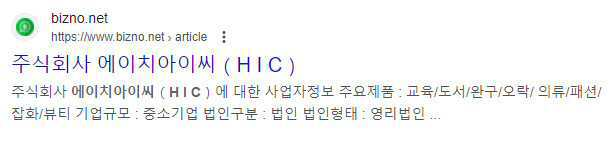 bizno.net
https://www.bizno.net › article
주식회사 에이치아이씨 ( H I C )
주식회사 에이치아이씨 ( H I C ) 에 대한 사업자정보 주요제품 : 교육/도서/완구/오락/ 의류/패션/
잡화/뷰티 기업규모 : 중소기업 법인구분 : 법인 법인형태 : 영리법인 ...